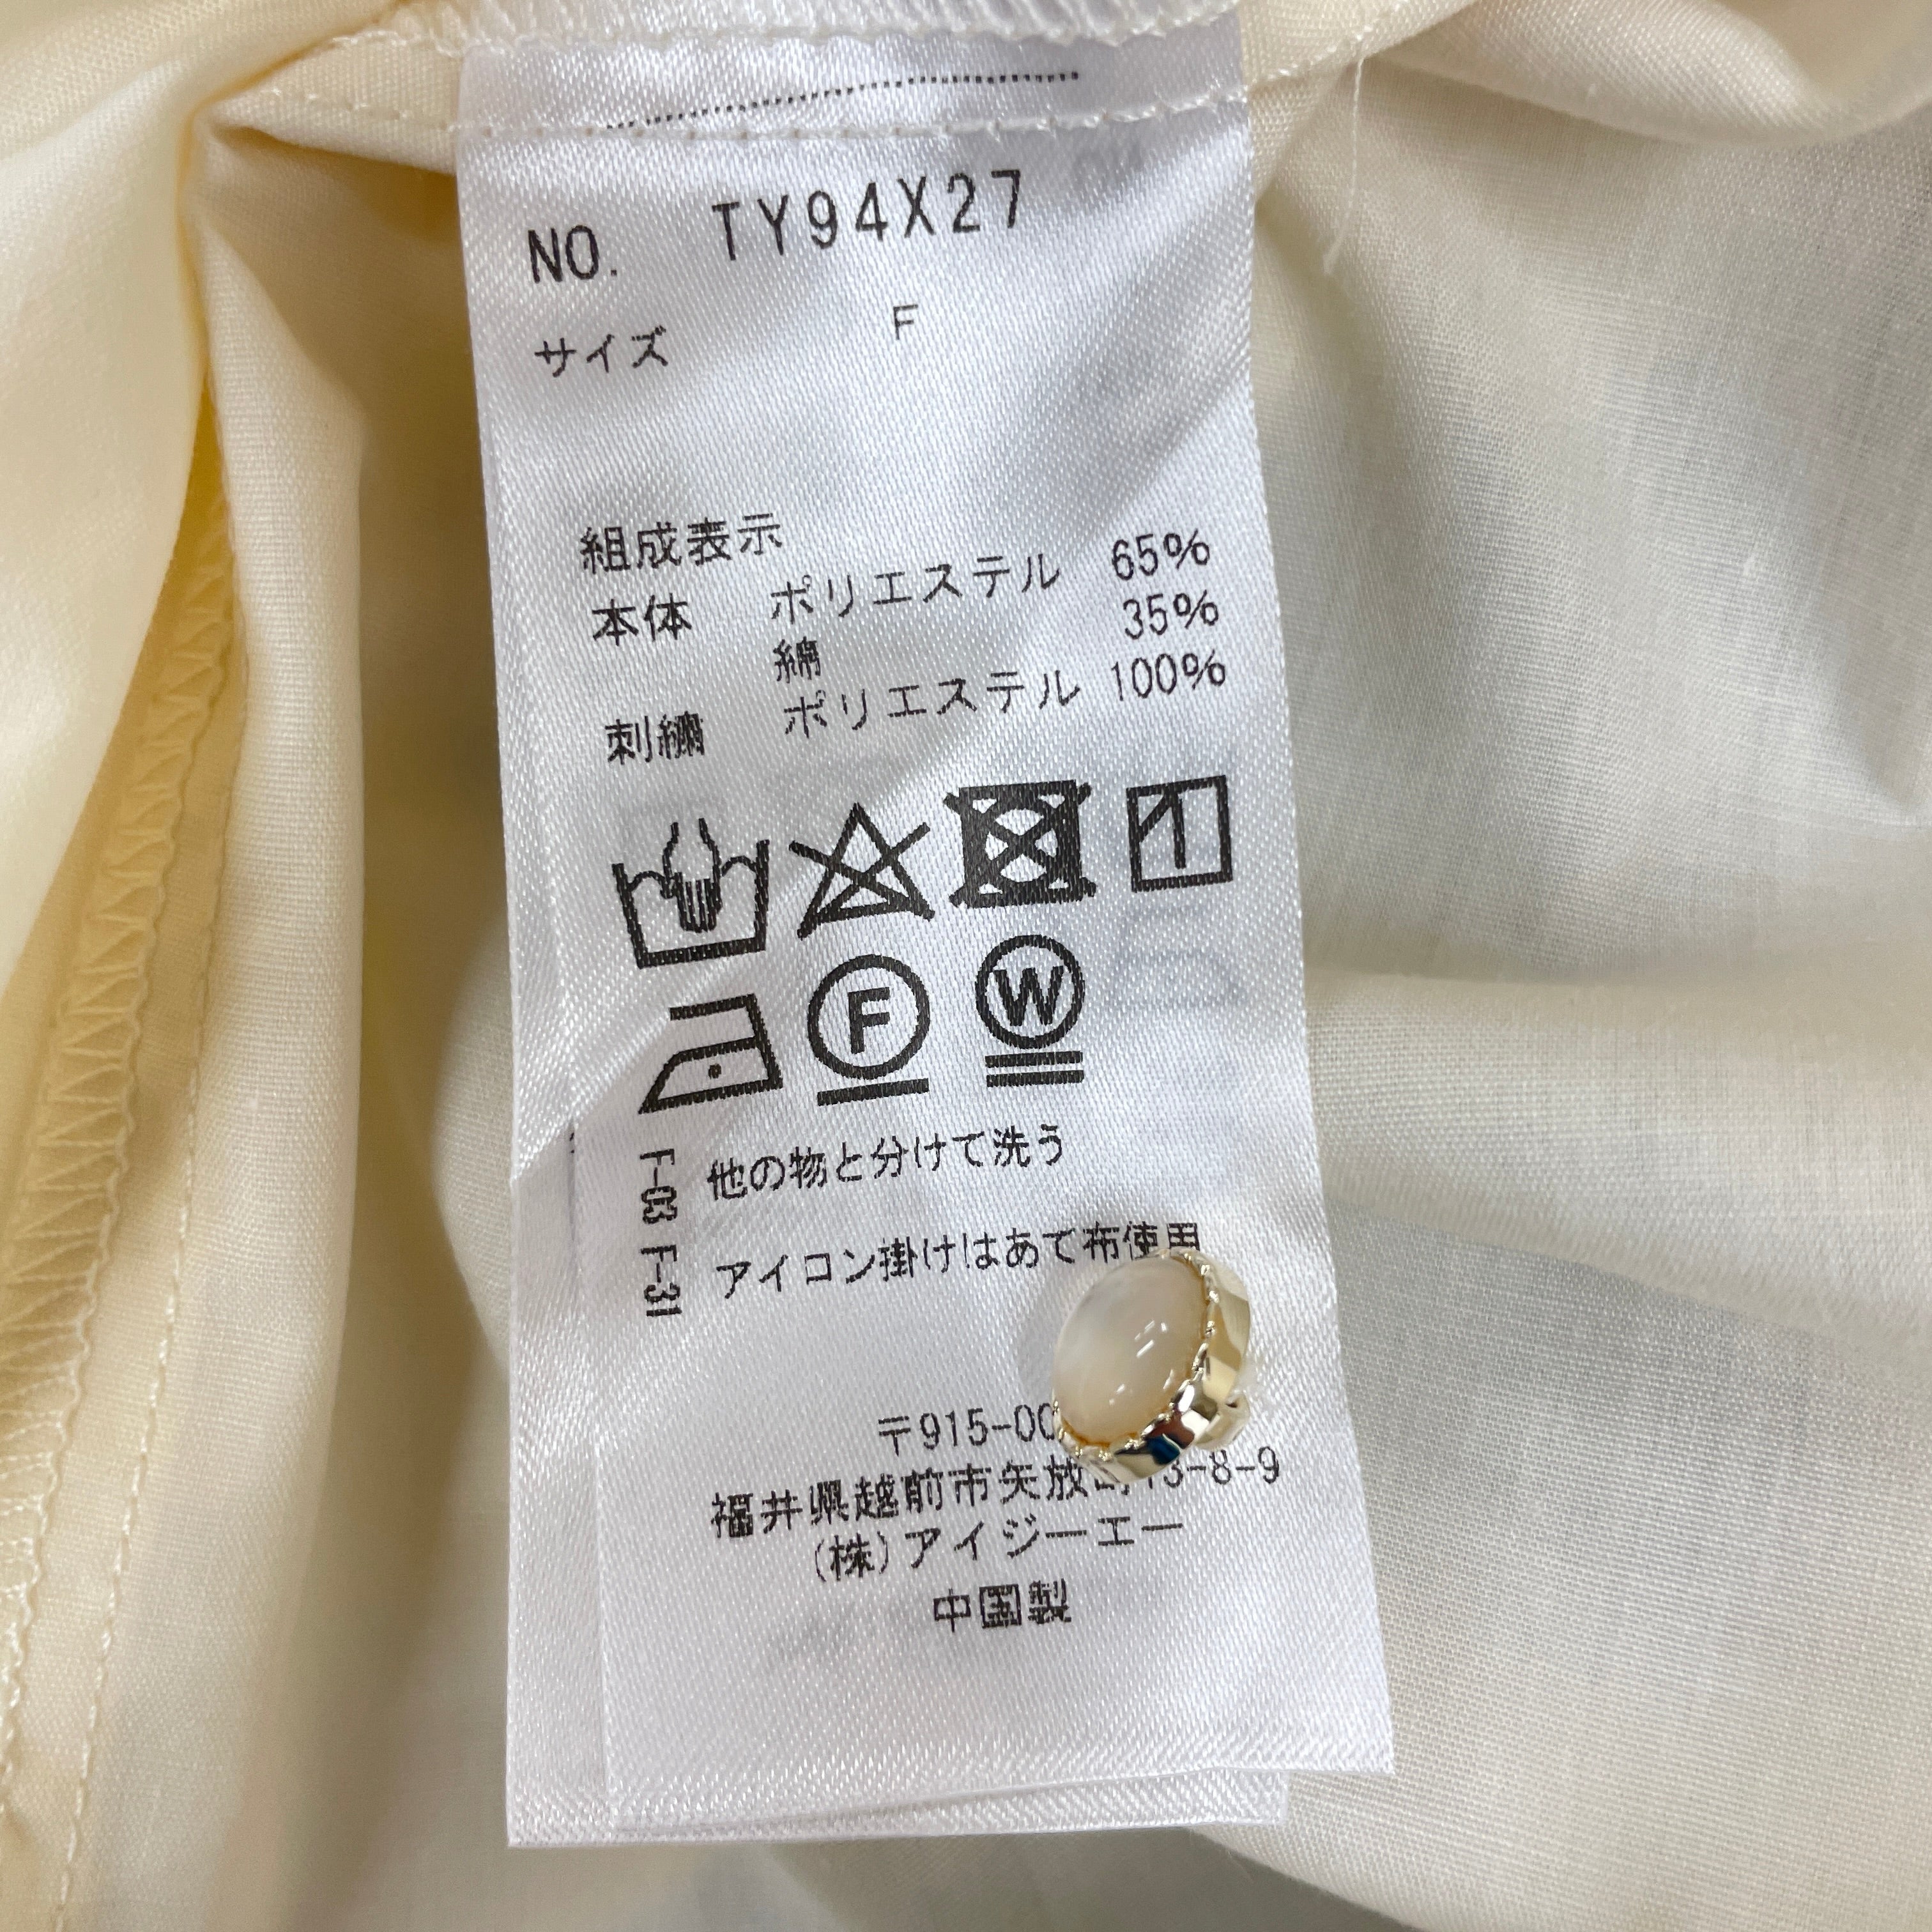 NO. TY94X27
サイズ F
組成表示
本体 ポリエステル 65%
綿 35%
刺繍 ポリエステル 100%
F
W
F-03 他の物と分けて洗う
F-31 アイロン掛けはあて布使用
〒915-00
福井県越前市矢放町13-8-9
(株)アイジーエー
中国製